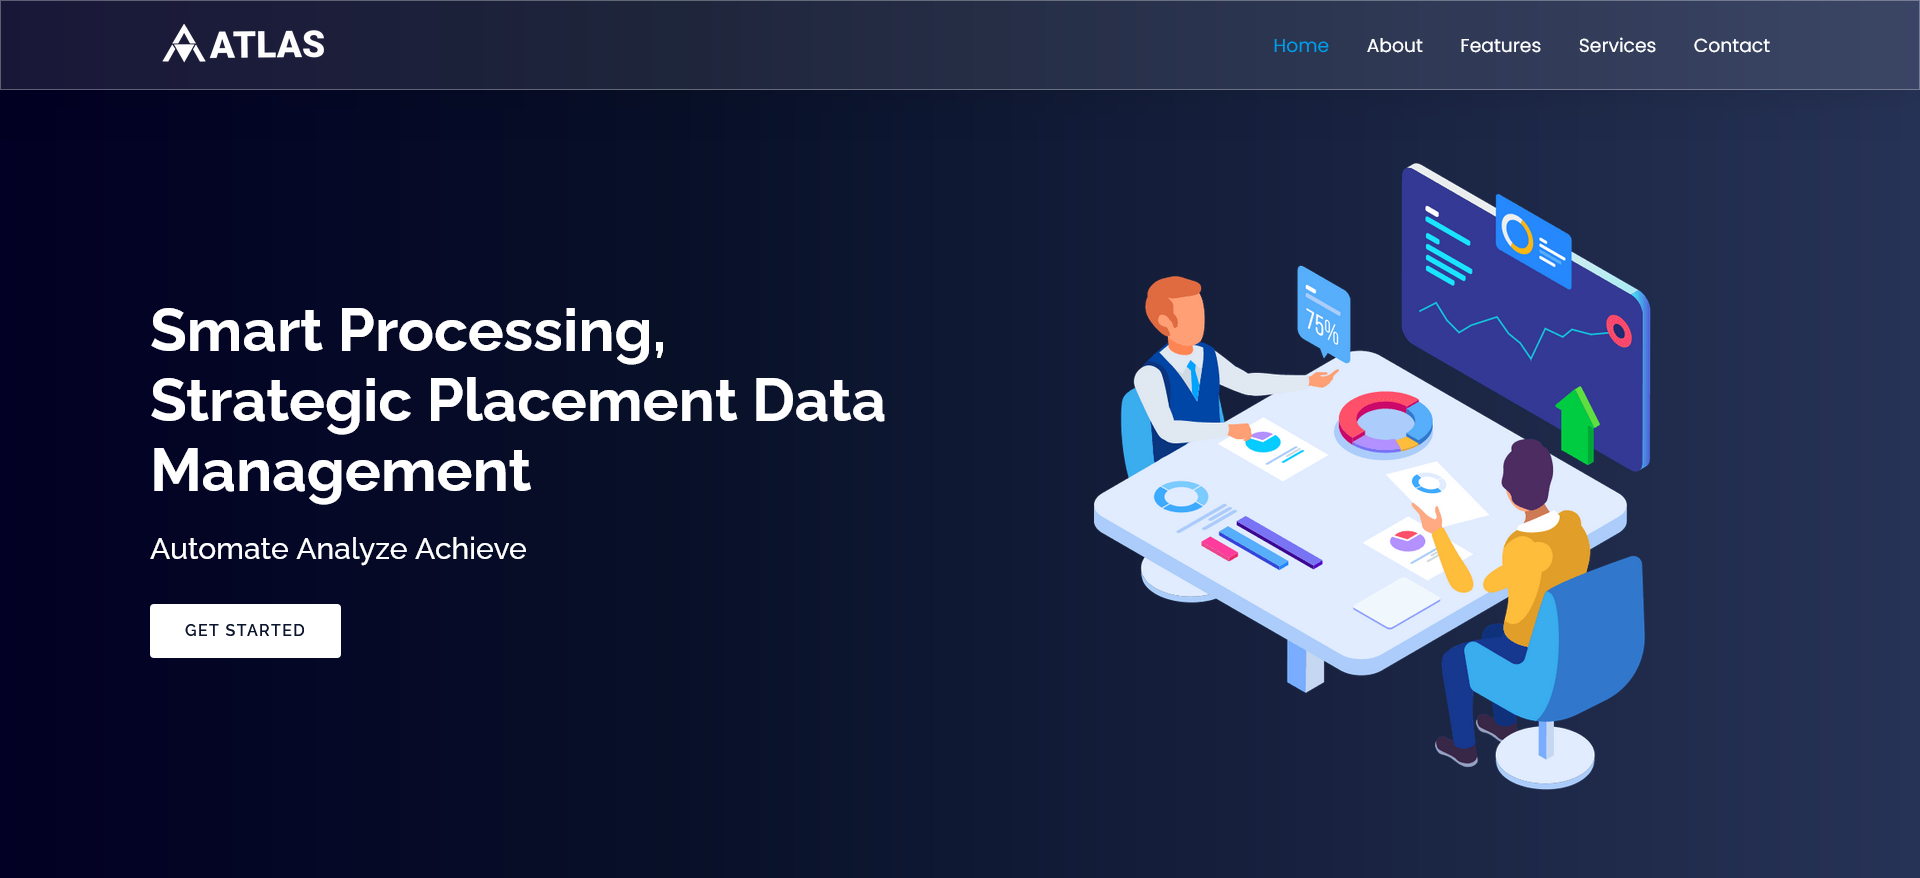 ATLAS
Home About Features Services Contact
75%
Smart Processing,
Strategic Placement Data
Management
Automate Analyze Achieve
GET STARTED